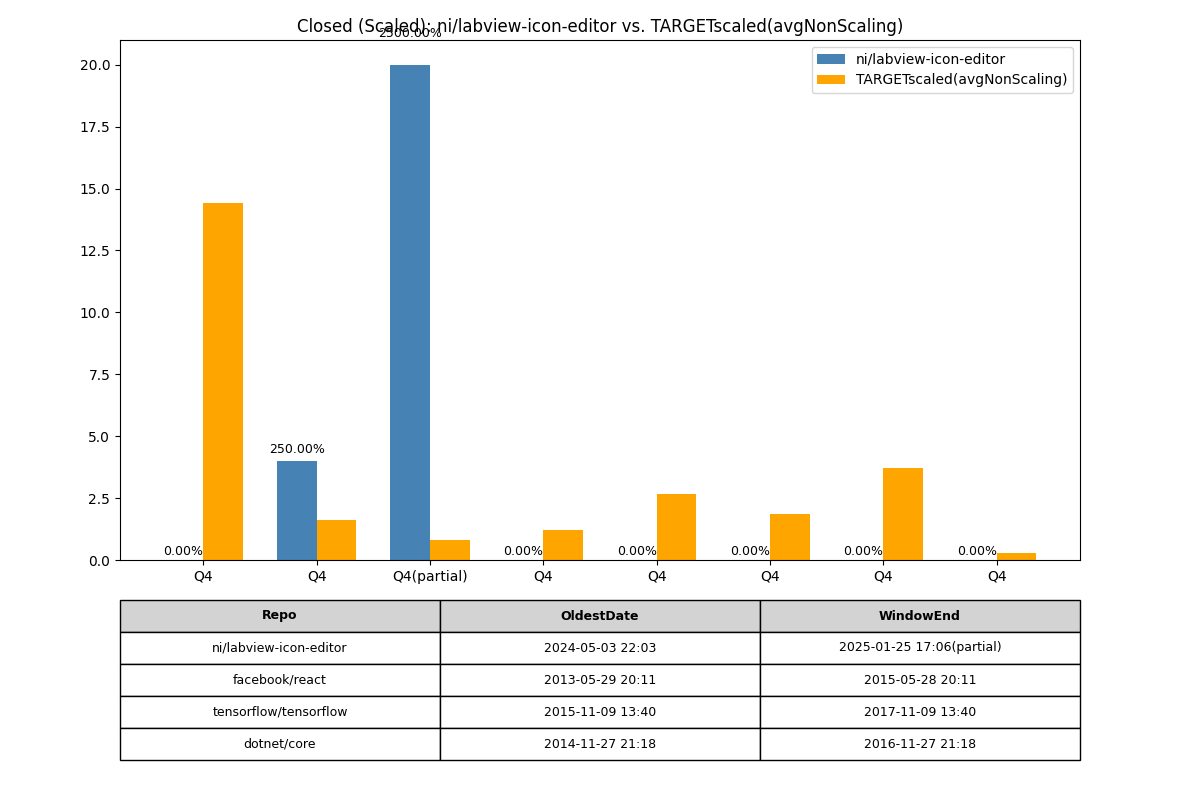 Closed (Scaled): ni/labview-icon-editor vs. TARGETscaled(avgNonScaling)
2500.00%
ni/labview-icon-editor
TARGETscaled(avgNonScaling)
20.0
17.5
15.0
12.5
10.0
7.5
5.0
2.5
0.0
250.00%
0.00% 0.00% 0.00% 0.00% 0.00% 0.00%
Q4 Q4 Q4(partial) Q4 Q4 Q4 Q4 Q4
Repo OldestDate WindowEnd
ni/labview-icon-editor 2024-05-03 22:03 2025-01-25 17:06(partial)
facebook/react 2013-05-29 20:11 2015-05-28 20:11
tensorflow/tensorflow 2015-11-09 13:40 2017-11-09 13:40
dotnet/core 2014-11-27 21:18 2016-11-27 21:18